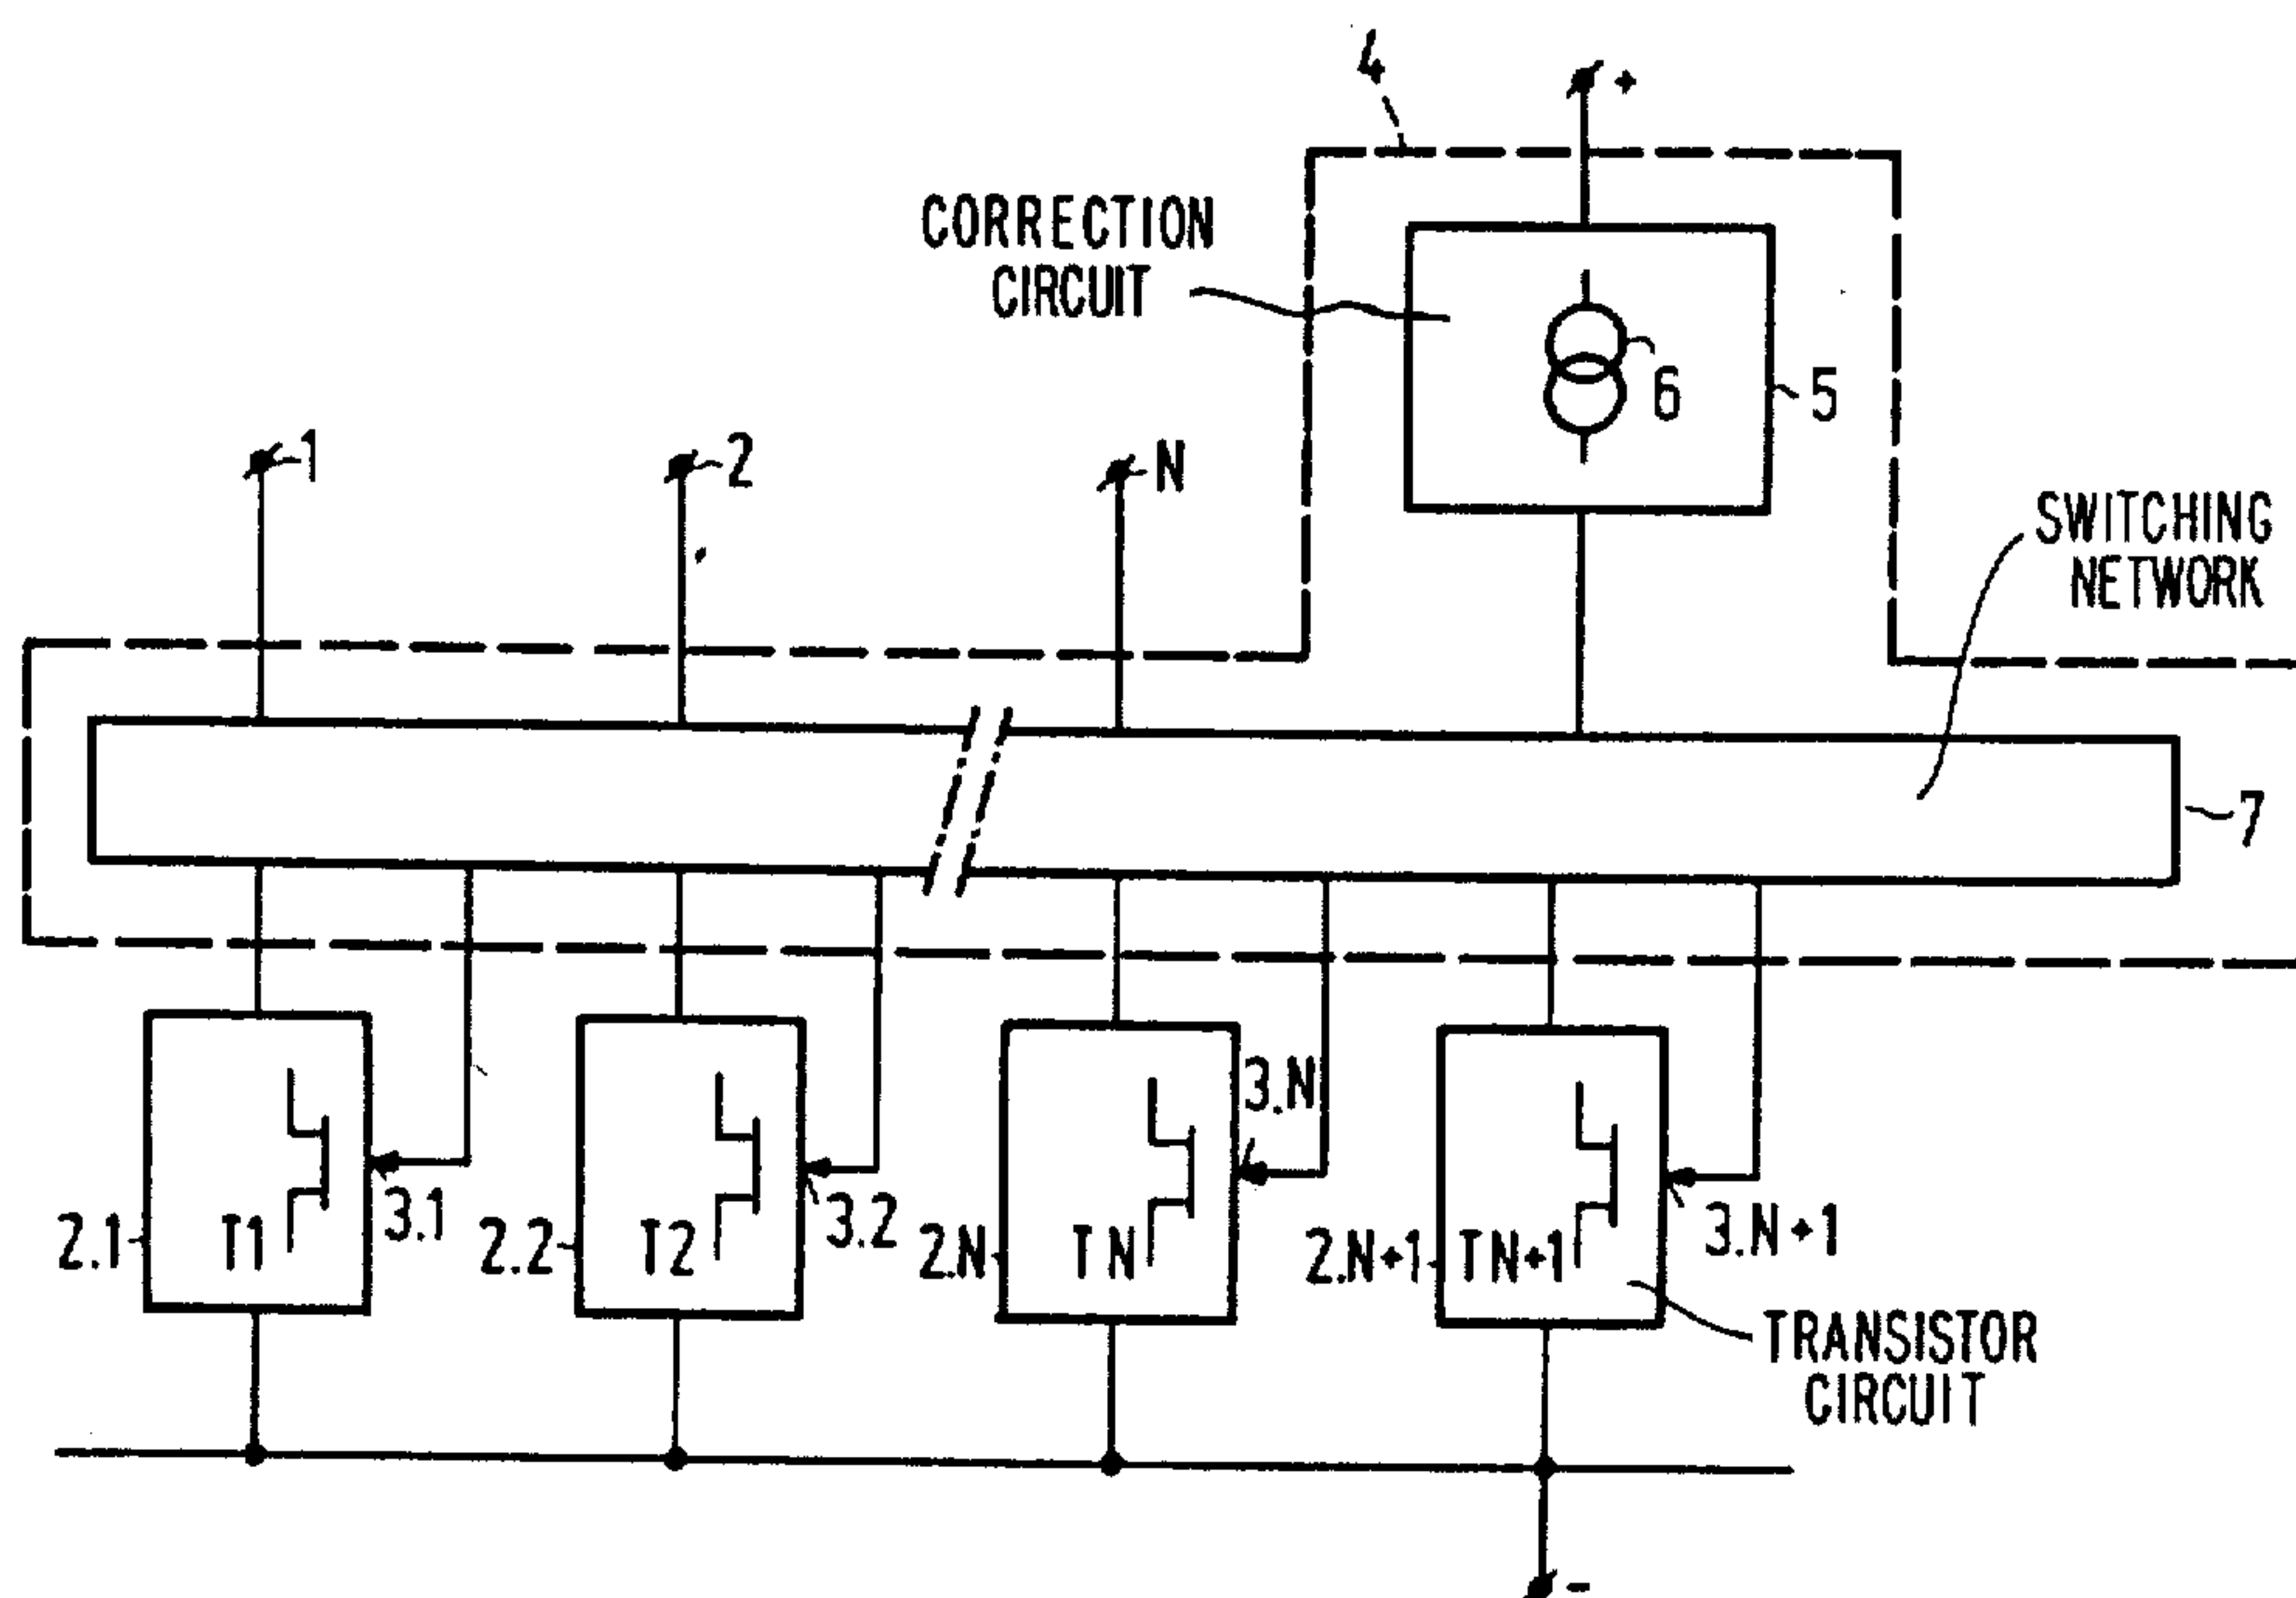 4
+
CORRECTION
CIRCUIT
6
5
1
2
N
SWITCHING
NETWORK
7
3.N
2.1
T1
3.1
2.2
T2
3.2
2.N
TN
2.N+1
TN+1
3.N+1
TRANSISTOR
CIRCUIT
-